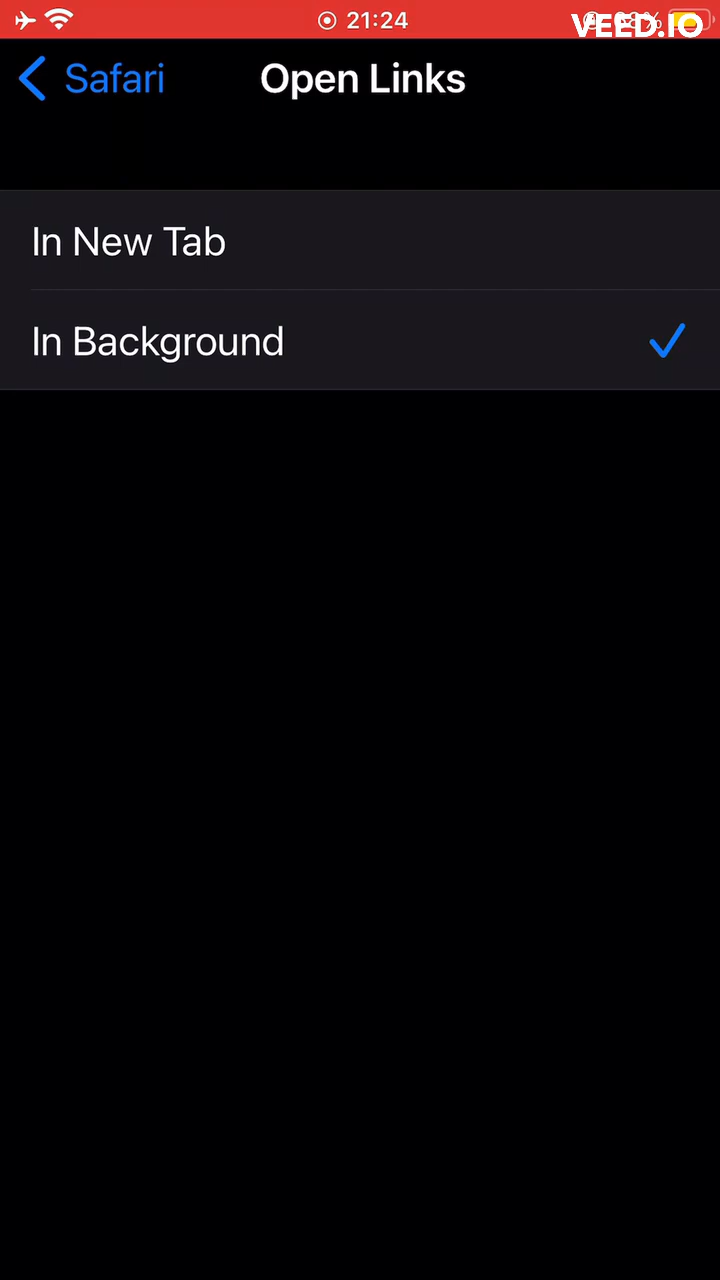 21:24
VEED.IO
Safari
Open Links
In New Tab
In Background